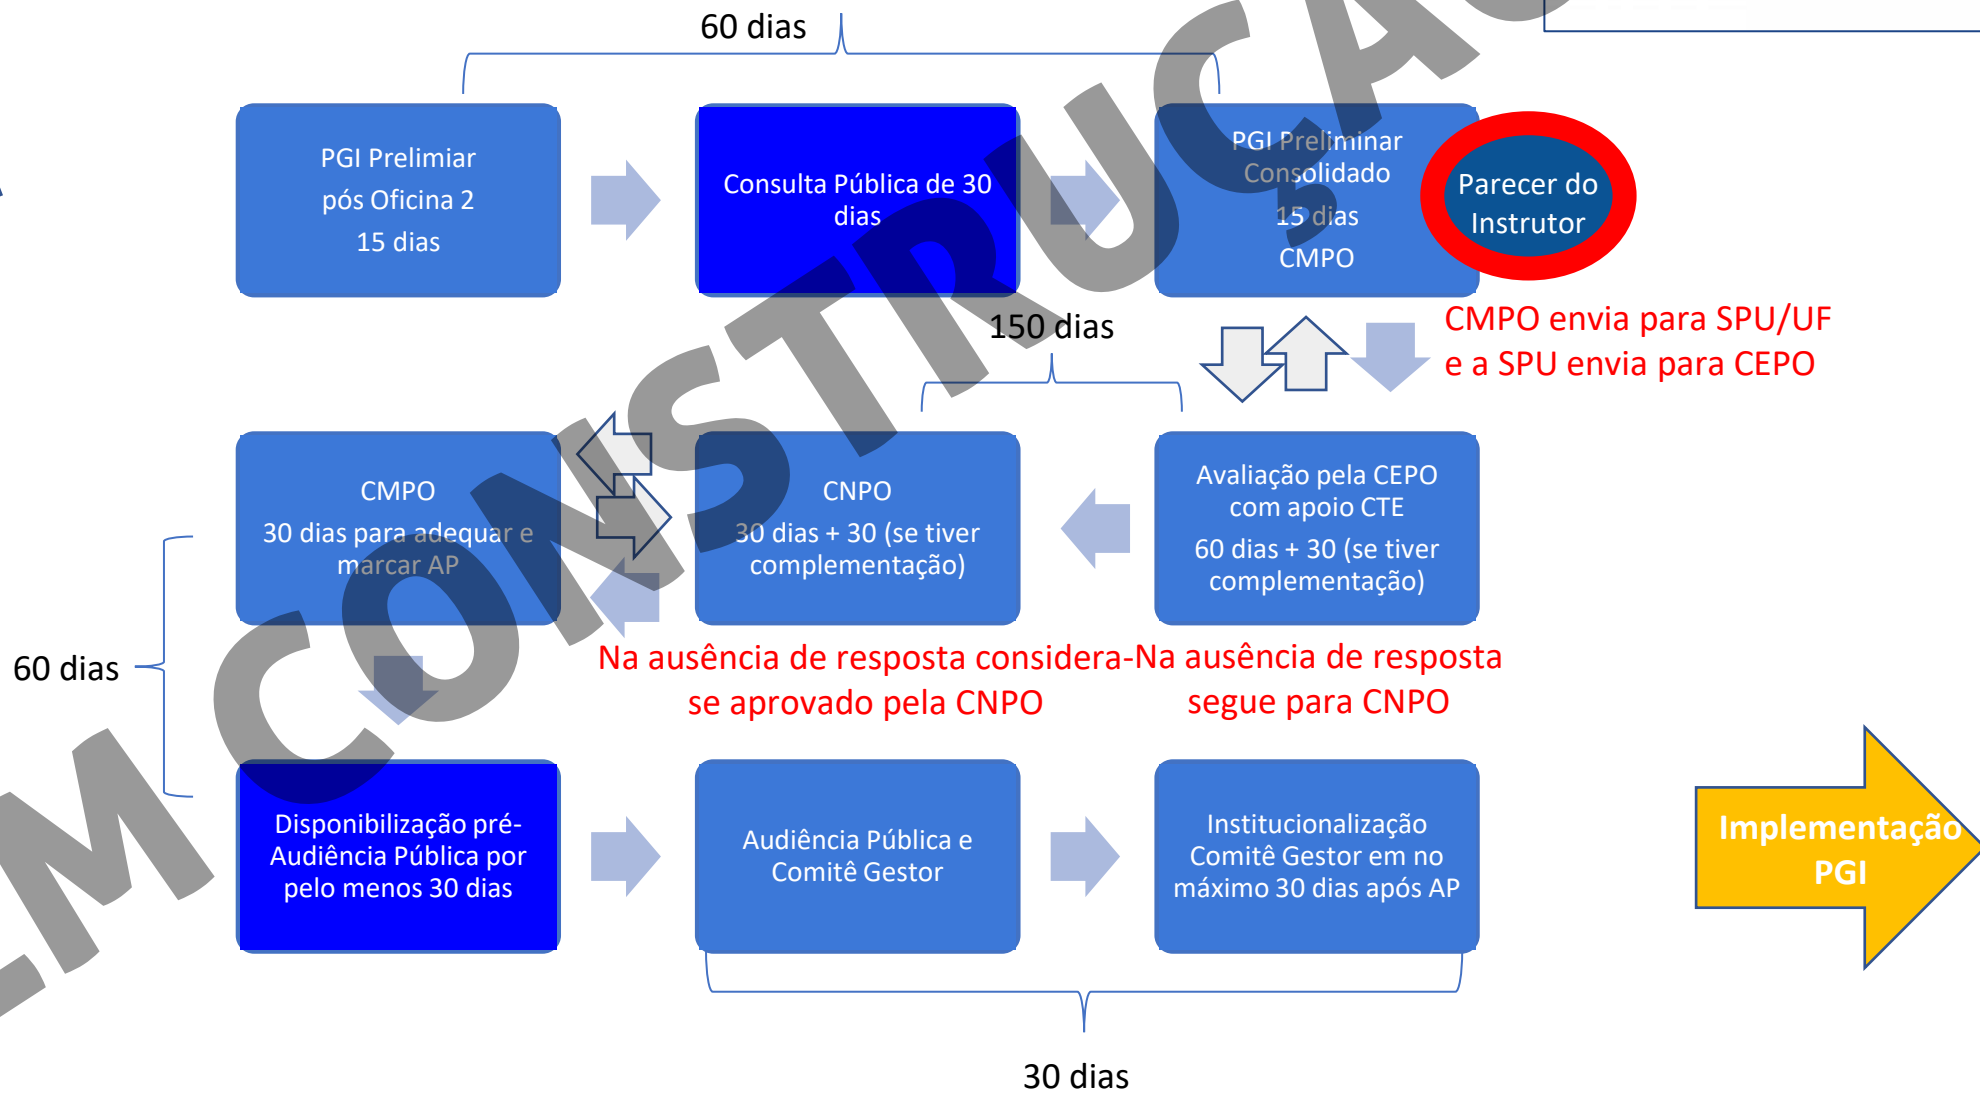 60 dias
PGI Prelimiar
pós Oficina 2
15 dias
Consulta Pública de 30
dias
PGI Preliminar
Consolidado
15 dias
CMPO
Parecer do
Instrutor
CMPO envia para SPU/UF
e a SPU envia para CEPO
150 dias
CMPO
30 dias para adequar e
marcar AP
CNPO
30 dias + 30 (se tiver
complementação)
Avaliação pela CEPO
com apoio CTE
60 dias + 30 (se tiver
complementação)
60 dias
Na ausência de resposta considera-
se aprovado pela CNPO
Na ausência de resposta
segue para CNPO
Disponibilização pré-
Audiência Pública por
pelo menos 30 dias
Audiência Pública e
Comitê Gestor
Institucionalização
Comitê Gestor em no
máximo 30 dias após AP
Implementação
PGI
30 dias
EM CONSTRUÇÃO